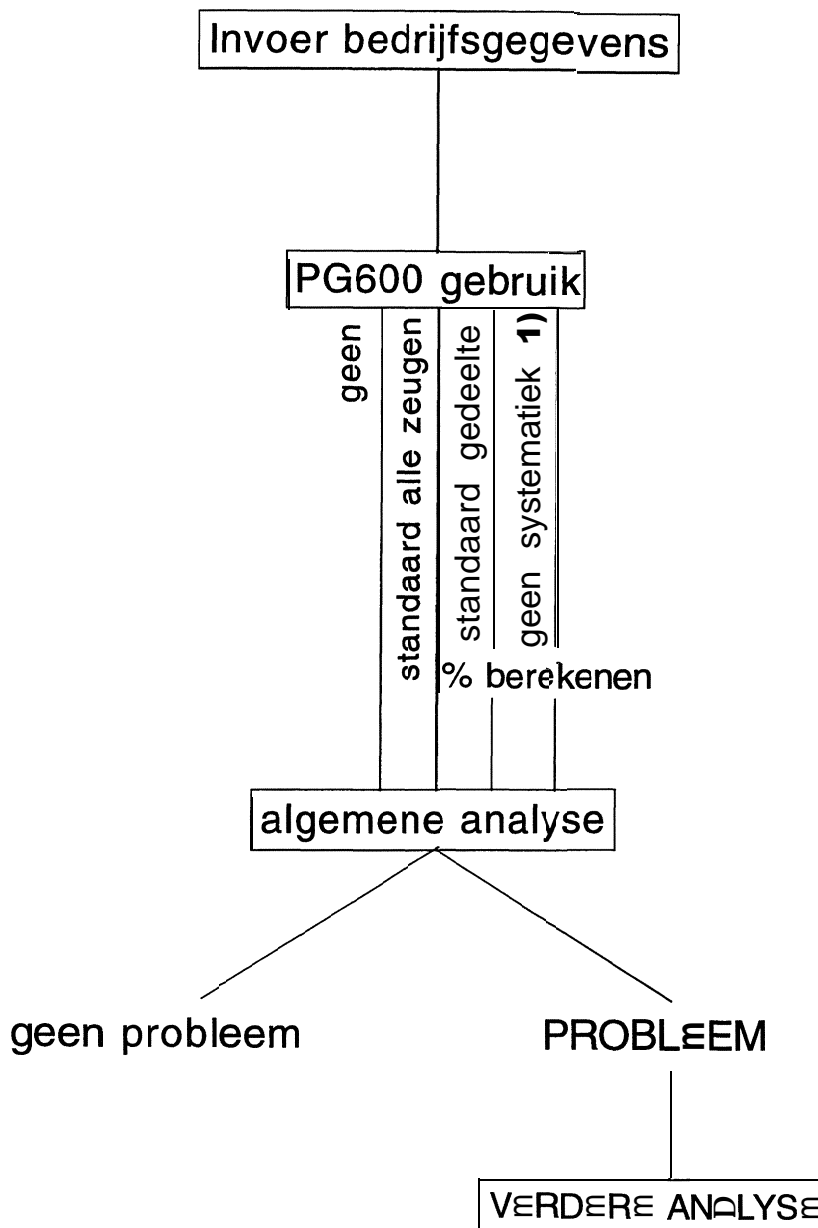 Invoer bedrijfsgegevens
PG600 gebruik
geen
standaard alle zeugen
standaard gedeelte
geen systematiek 1)
% berekenen
algemene analyse
geen probleem
PROBLEEM
VERDERE ANALYSE